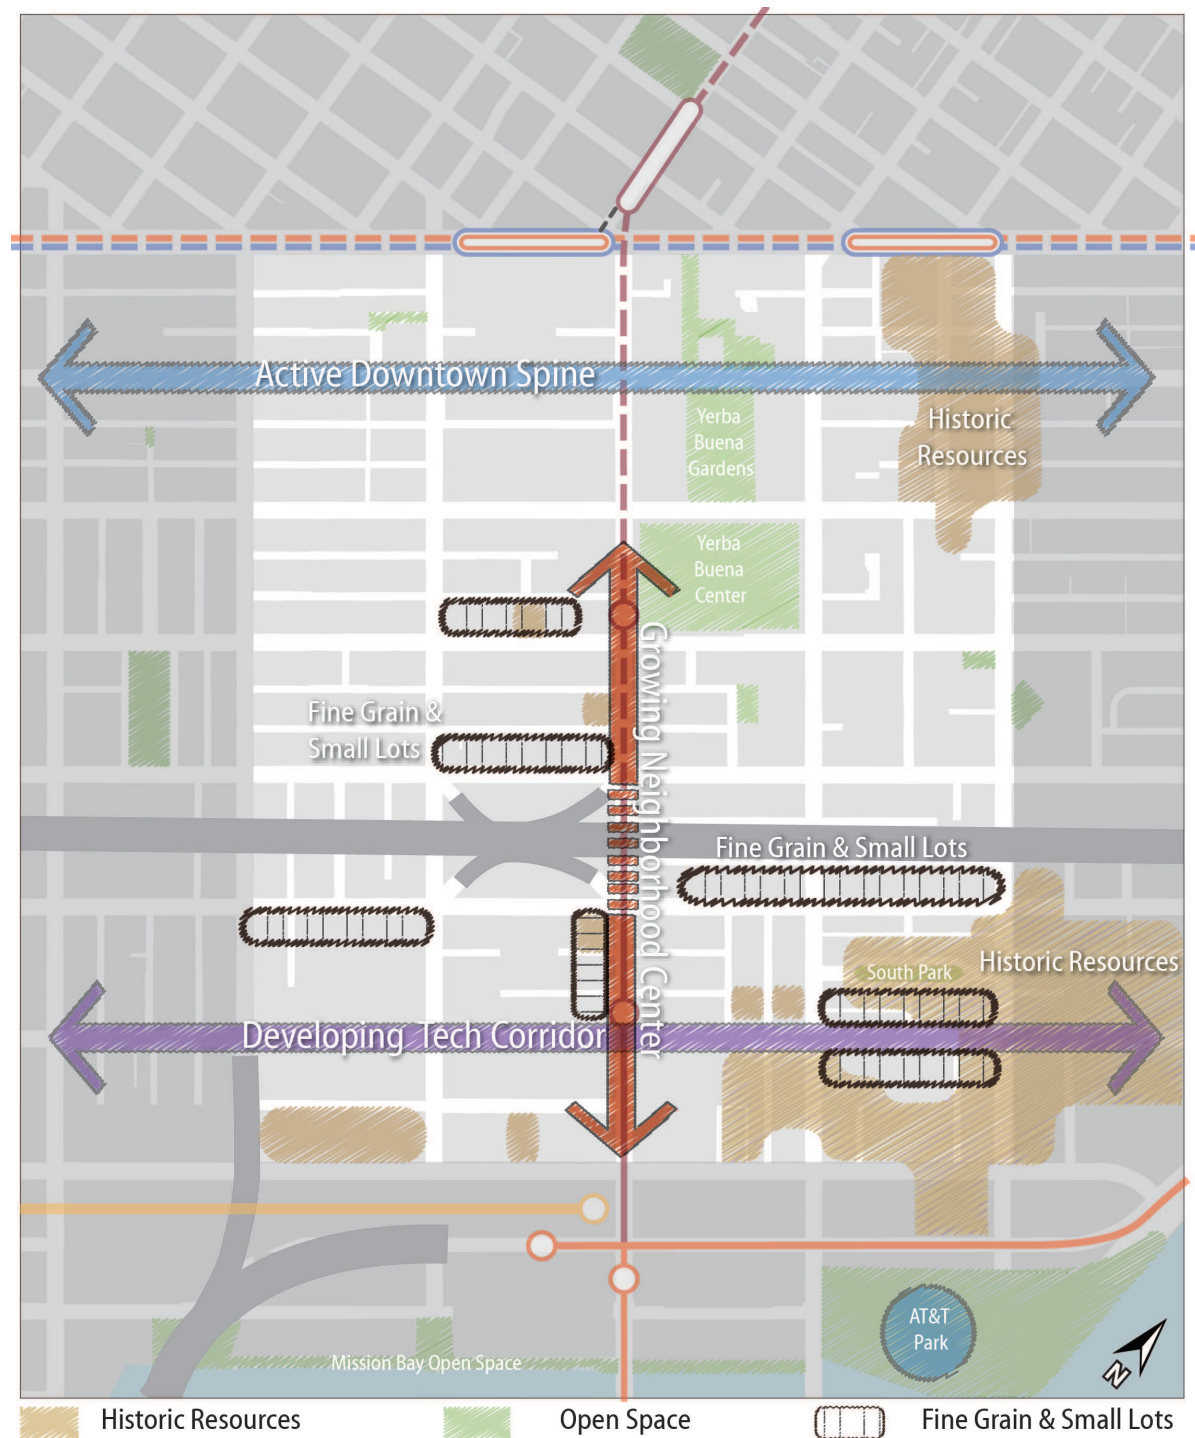 Active Downtown Spine
Yerba
Buena
Gardens
Historic
Resources
Yerba
Buena
Center
Growing Neighborhood Center
Fine Grain &
Small Lots
Fine Grain & Small Lots
South Park
Historic Resources
Developing Tech Corridor
AT&T
Park
Mission Bay Open Space
N
Historic Resources
Open Space
Fine Grain & Small Lots